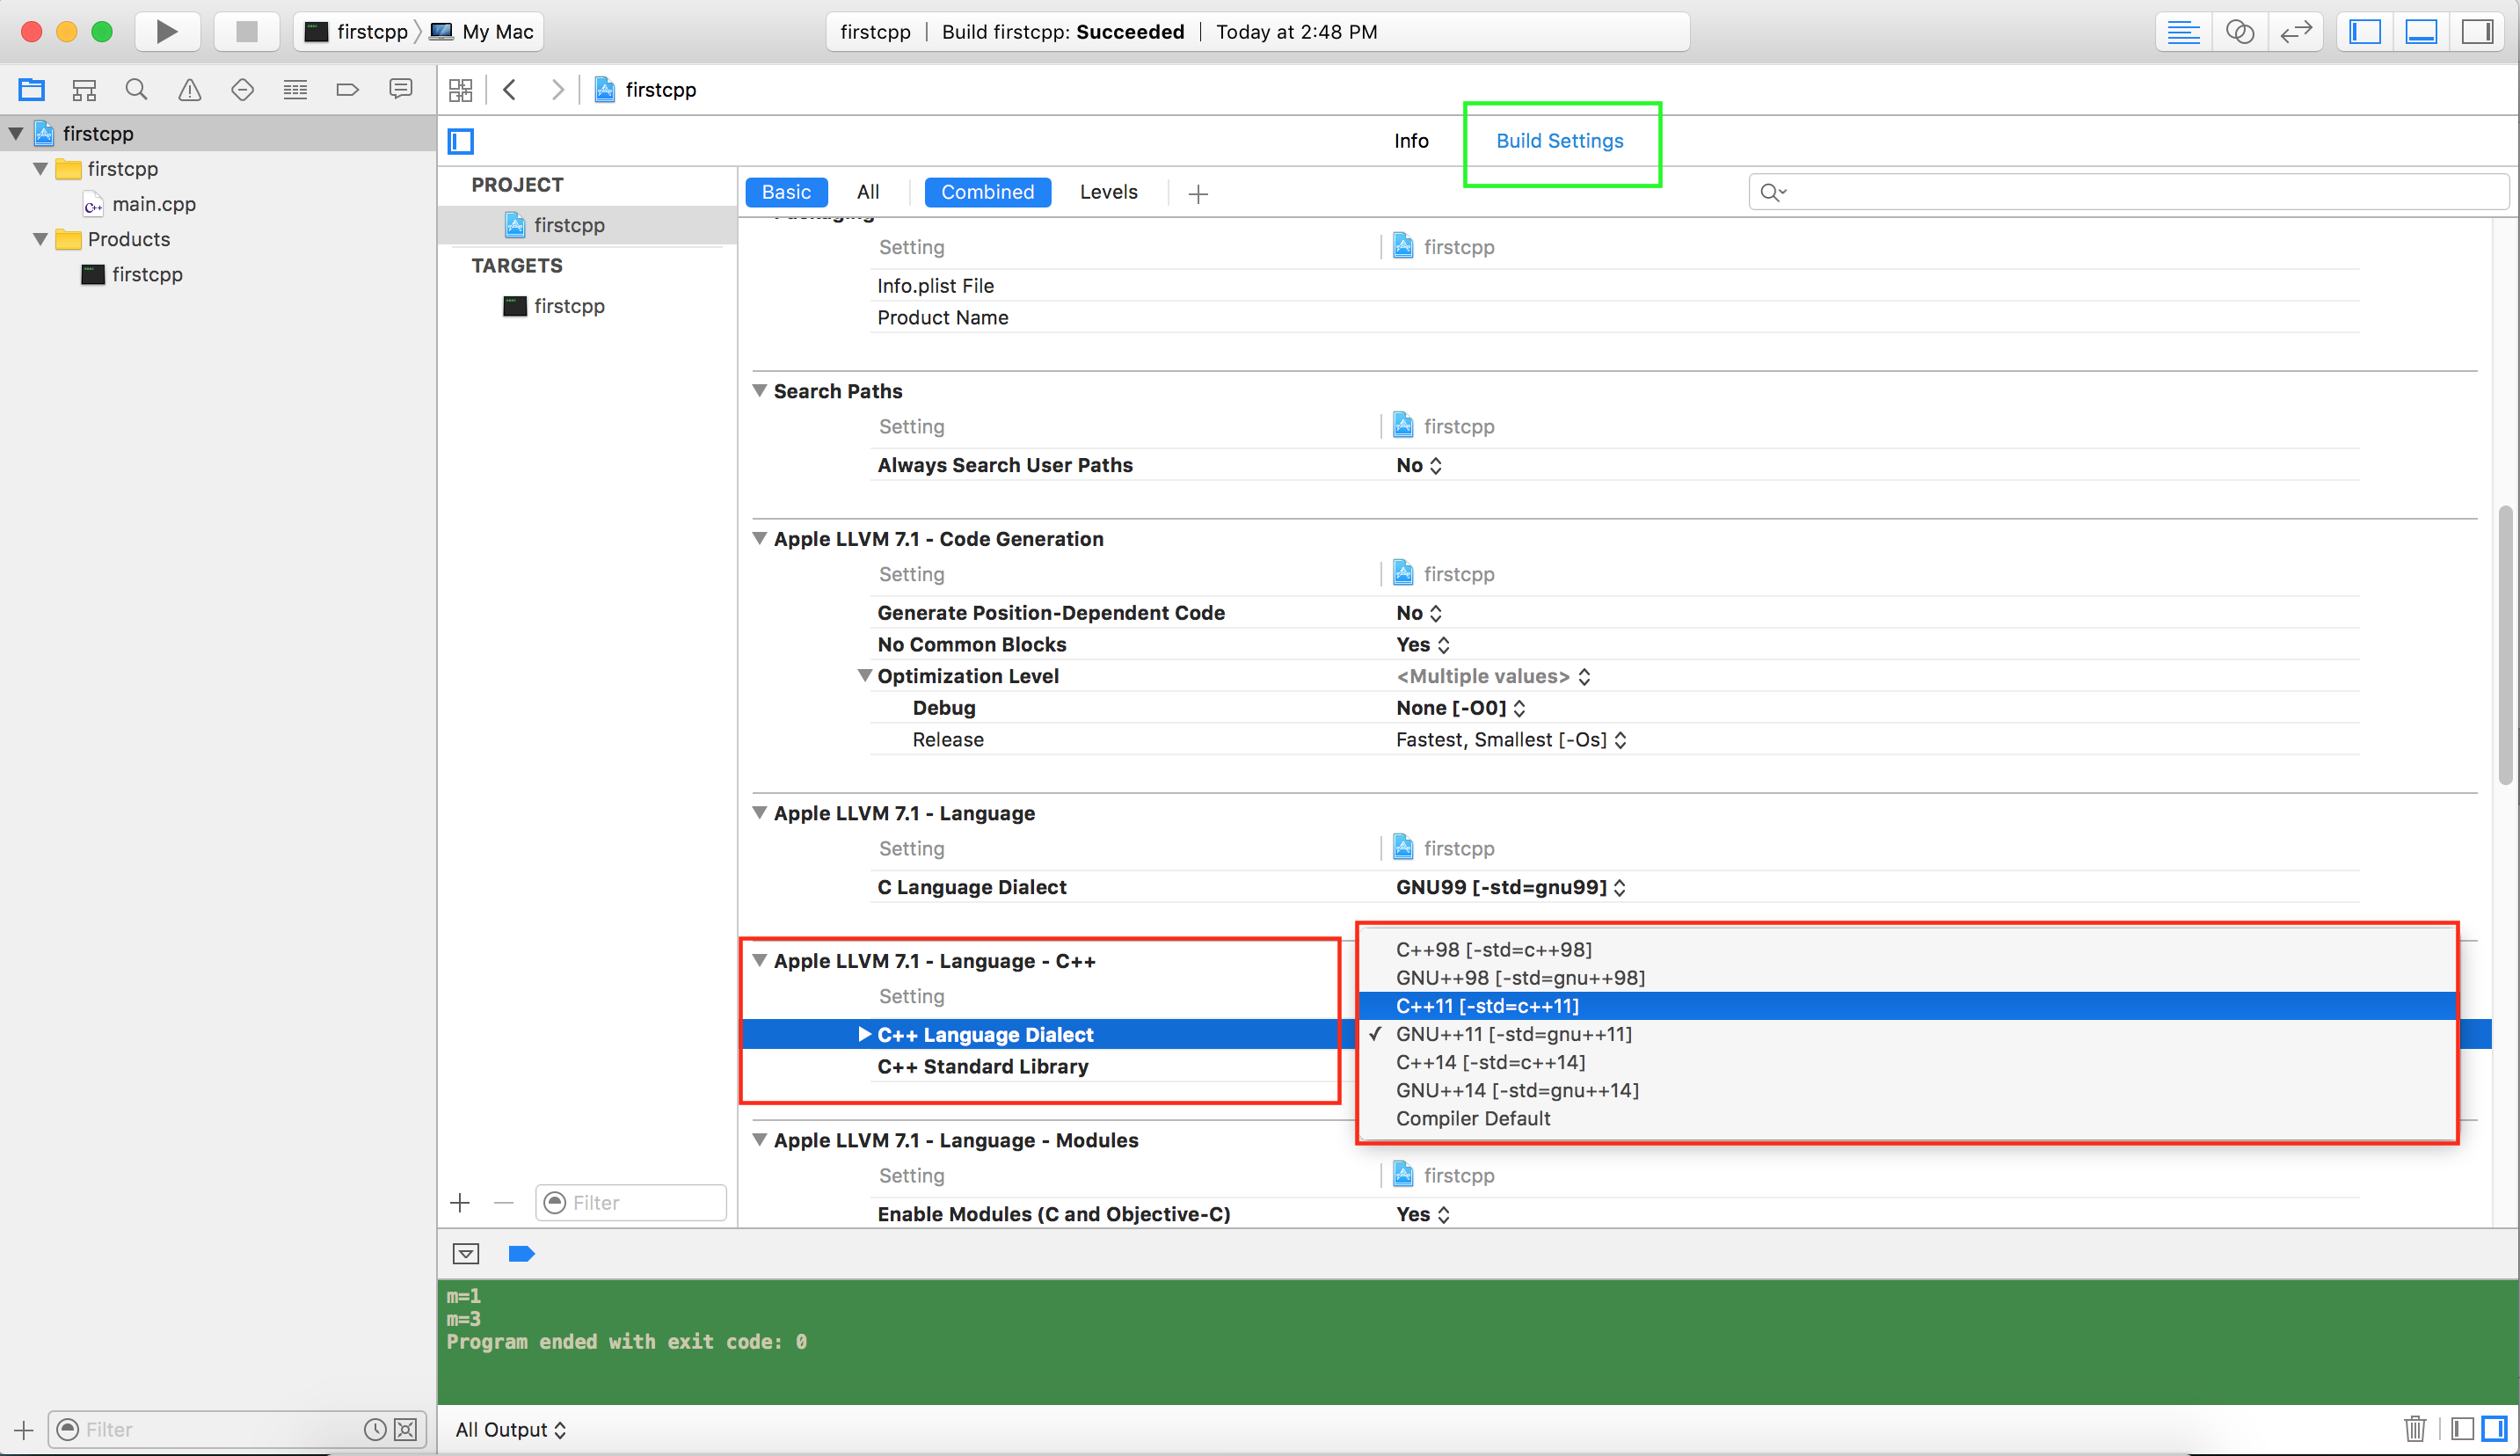 firstcpp My Mac
firstcpp | Build firstcpp: Succeeded | Today at 2:48 PM
firstcpp
firstcpp
firstcpp
C++ main.cpp
Products
firstcpp
Info Build Settings
PROJECT
firstcpp
TARGETS
firstcpp
Basic All Combined Levels
Packaging
Setting firstcpp
Info.plist File
Product Name
Search Paths
Setting firstcpp
Always Search User Paths No
Apple LLVM 7.1 - Code Generation
Setting firstcpp
Generate Position-Dependent Code No
No Common Blocks Yes
Optimization Level <Multiple values>
Debug None [-O0]
Release Fastest, Smallest [-Os]
Apple LLVM 7.1 - Language
Setting firstcpp
C Language Dialect GNU99 [-std=gnu99]
Apple LLVM 7.1 - Language - C++
Setting
C++ Language Dialect
C++ Standard Library
C++98 [-std=c++98]
GNU++98 [-std=gnu++98]
C++11 [-std=c++11]
✓ GNU++11 [-std=gnu++11]
C++14 [-std=c++14]
GNU++14 [-std=gnu++14]
Compiler Default
Apple LLVM 7.1 - Language - Modules
Setting firstcpp
Enable Modules (C and Objective-C) Yes
Filter
m=1
m=3
Program ended with exit code: 0
Filter
All Output